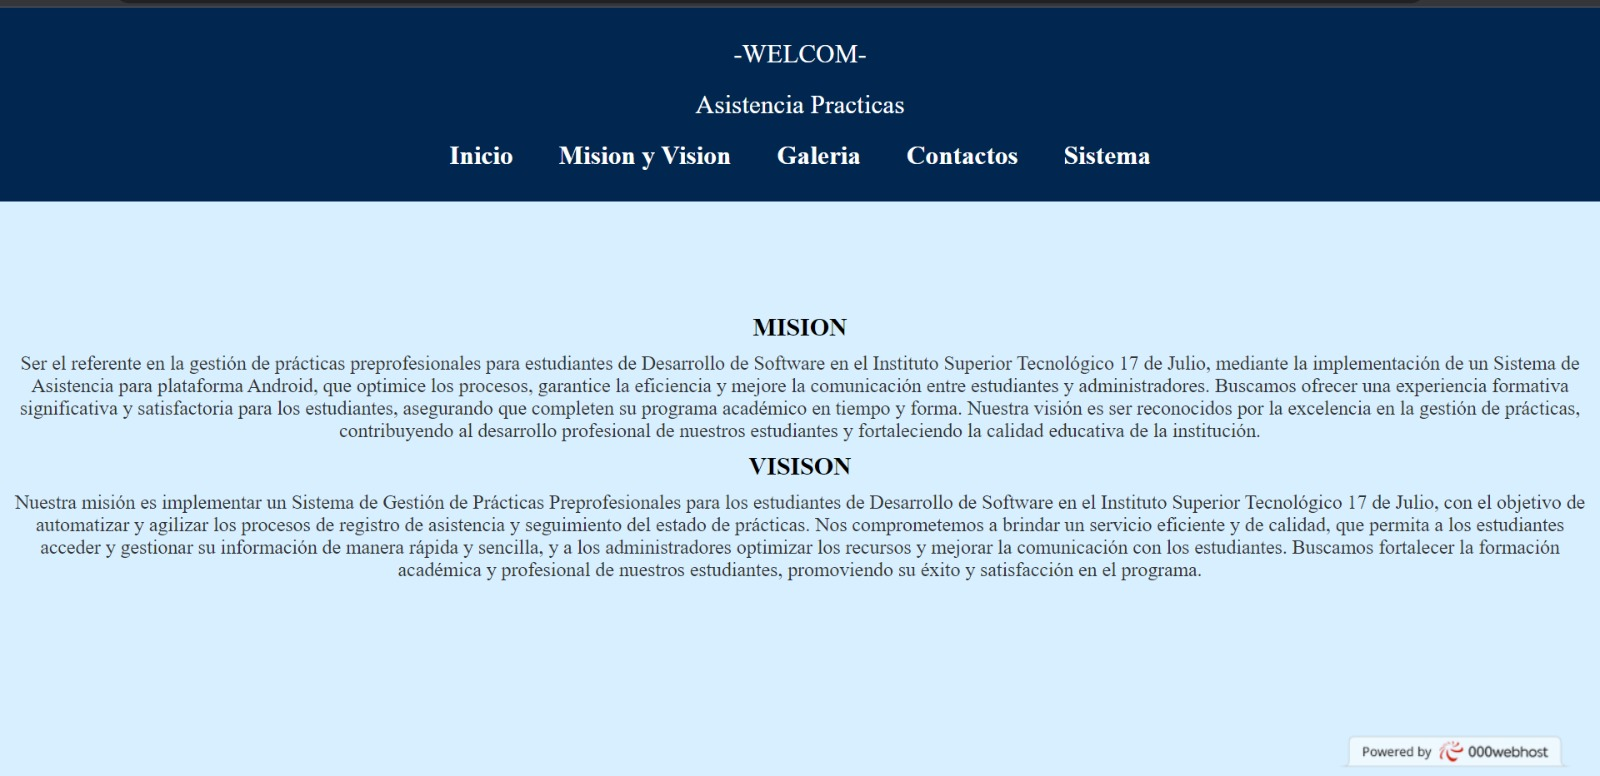 -WELCOM-
Asistencia Practicas
Inicio Mision y Vision Galeria Contactos Sistema
MISION
Ser el referente en la gestión de prácticas preprofesionales para estudiantes de Desarrollo de Software en el Instituto Superior Tecnológico 17 de Julio, mediante la implementación de un Sistema de
Asistencia para plataforma Android, que optimice los procesos, garantice la eficiencia y mejore la comunicación entre estudiantes y administradores. Buscamos ofrecer una experiencia formativa
significativa y satisfactoria para los estudiantes, asegurando que completen su programa académico en tiempo y forma. Nuestra visión es ser reconocidos por la excelencia en la gestión de prácticas,
contribuyendo al desarrollo profesional de nuestros estudiantes y fortaleciendo la calidad educativa de la institución.
VISISON
Nuestra misión es implementar un Sistema de Gestión de Prácticas Preprofesionales para los estudiantes de Desarrollo de Software en el Instituto Superior Tecnológico 17 de Julio, con el objetivo de
automatizar y agilizar los procesos de registro de asistencia y seguimiento del estado de prácticas. Nos comprometemos a brindar un servicio eficiente y de calidad, que permita a los estudiantes
acceder y gestionar su información de manera rápida y sencilla, y a los administradores optimizar los recursos y mejorar la comunicación con los estudiantes. Buscamos fortalecer la formación
académica y profesional de nuestros estudiantes, promoviendo su éxito y satisfacción en el programa.
Powered by 000webhost